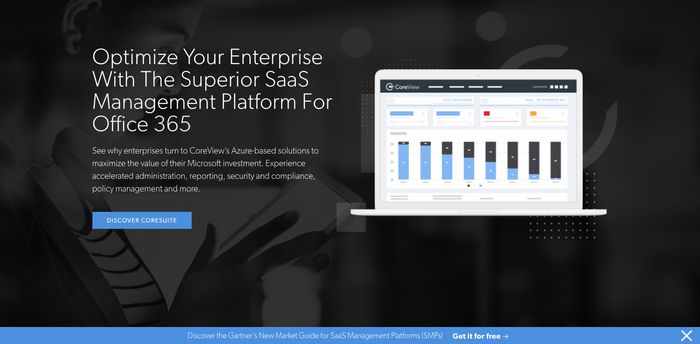 Optimize Your Enterprise
With The Superior SaaS
Management Platform For
Office 365
See why enterprises turn to CoreView's Azure-based solutions to
maximize the value of their Microsoft investment. Experience
accelerated administration, reporting, security and compliance,
policy management and more.
DISCOVER CORESUITE
CoreView
Discover the Gartner's New Market Guide for SaaS Management Platforms (SMPs) Get it for free →